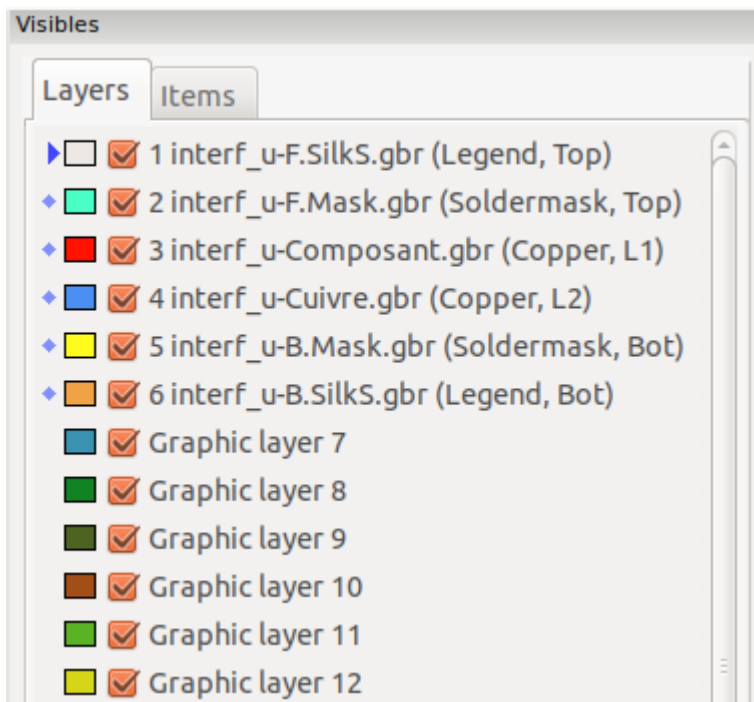 Visibles
Layers Items
1 interf_u-F.SilkS.gbr (Legend, Top)
2 interf_u-F.Mask.gbr (Soldermask, Top)
3 interf_u-Composant.gbr (Copper, L1)
4 interf_u-Cuivre.gbr (Copper, L2)
5 interf_u-B.Mask.gbr (Soldermask, Bot)
6 interf_u-B.SilkS.gbr (Legend, Bot)
Graphic layer 7
Graphic layer 8
Graphic layer 9
Graphic layer 10
Graphic layer 11
Graphic layer 12